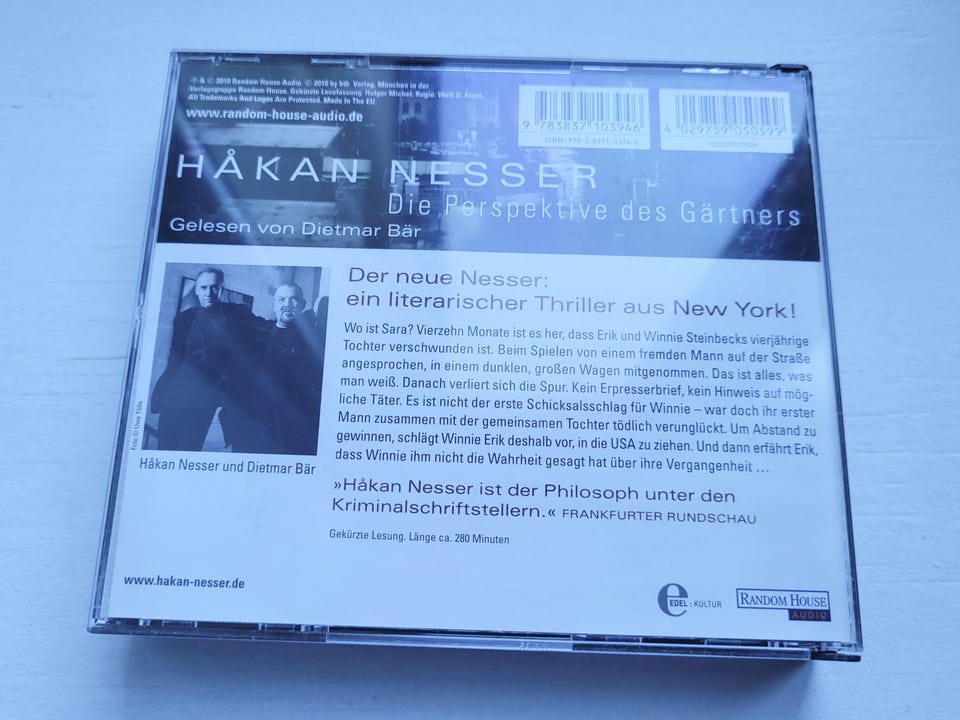 ℗ & © 2010 Random House Audio. © 2010 by btb Verlag, München in der
Verlagsgruppe Random House. Gekürzte Lesefassung: Holger Michel. Regie: Wolf-D. Fruck.
All Trademarks And Logos Are Protected. Made In The EU.
www.random-house-audio.de
9 783837 103946
ISBN: 978-3-8371-0394-6
4 029759 050599
HÅKAN NESSER
Die Perspektive des Gärtners
Gelesen von Dietmar Bär
Der neue Nesser:
ein literarischer Thriller aus New York!
Wo ist Sara? Vierzehn Monate ist es her, dass Erik und Winnie Steinbecks vierjährige
Tochter verschwunden ist. Beim Spielen von einem fremden Mann auf der Straße
angesprochen, in einem dunklen, großen Wagen mitgenommen. Das ist alles, was
man weiß. Danach verliert sich die Spur. Kein Erpresserbrief, kein Hinweis auf mög-
liche Täter. Es ist nicht der erste Schicksalsschlag für Winnie – war doch ihr erster
Mann zusammen mit der gemeinsamen Tochter tödlich verunglückt. Um Abstand zu
gewinnen, schlägt Winnie Erik deshalb vor, in die USA zu ziehen. Und dann erfährt Erik,
dass Winnie ihm nicht die Wahrheit gesagt hat über ihre Vergangenheit ...
Foto © Uwe Tölle
Håkan Nesser und Dietmar Bär
»Håkan Nesser ist der Philosoph unter den
Kriminalschriftstellern.« FRANKFURTER RUNDSCHAU
Gekürzte Lesung. Länge ca. 280 Minuten
www.hakan-nesser.de
e
EDEL : KULTUR
RANDOM HOUSE
AUDIO